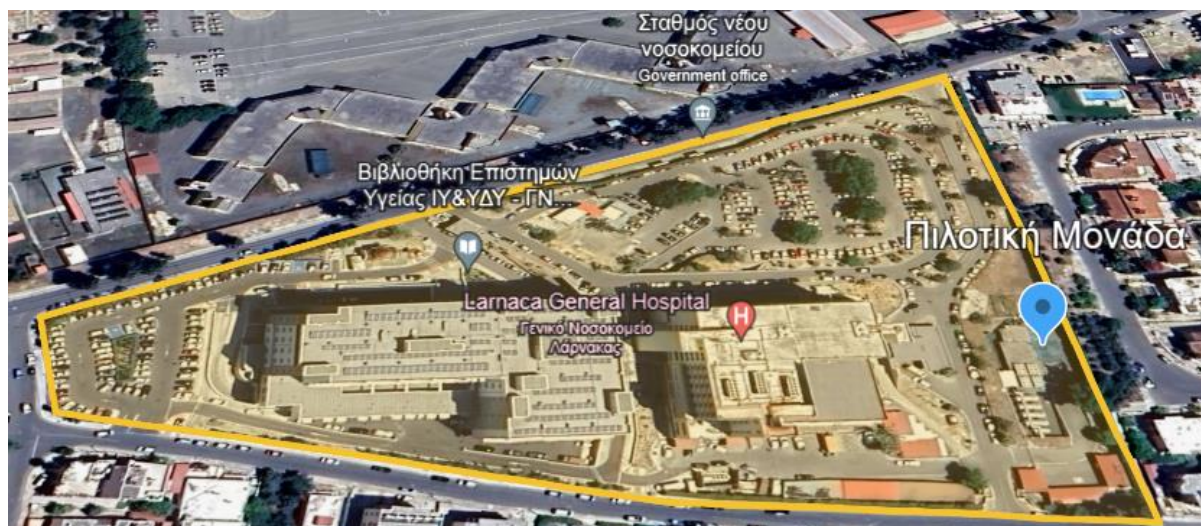 Σταθμός νέου
νοσοκομείου
Government office
Βιβλιοθήκη Επιστημών
Υγείας ΙΥ&ΥΔΥ - ΓΝ...
Πιλοτική Μονάδα
Larnaca General Hospital
H
Γενικό Νοσοκομείο
Λάρνακας